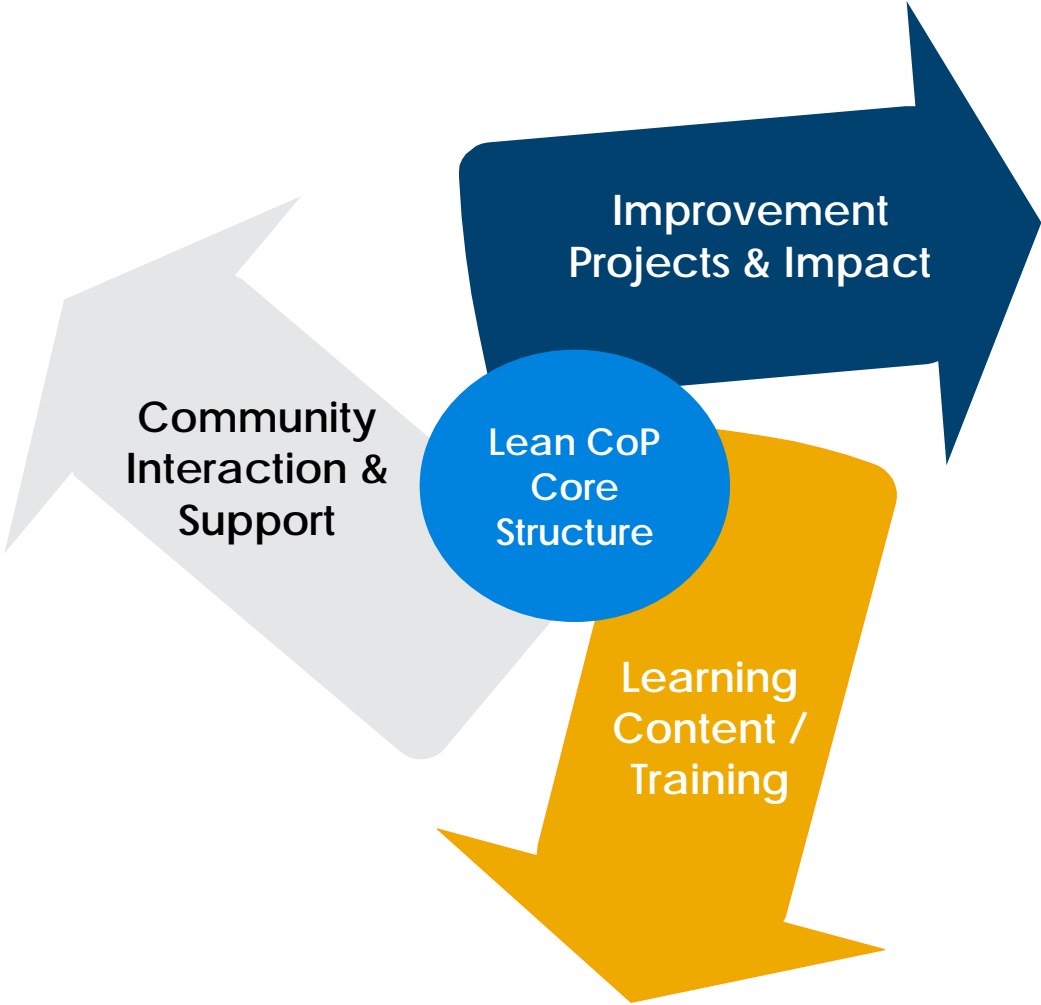 Improvement
Projects & Impact
Community
Interaction &
Support
Lean CoP
Core
Structure
Learning
Content /
Training